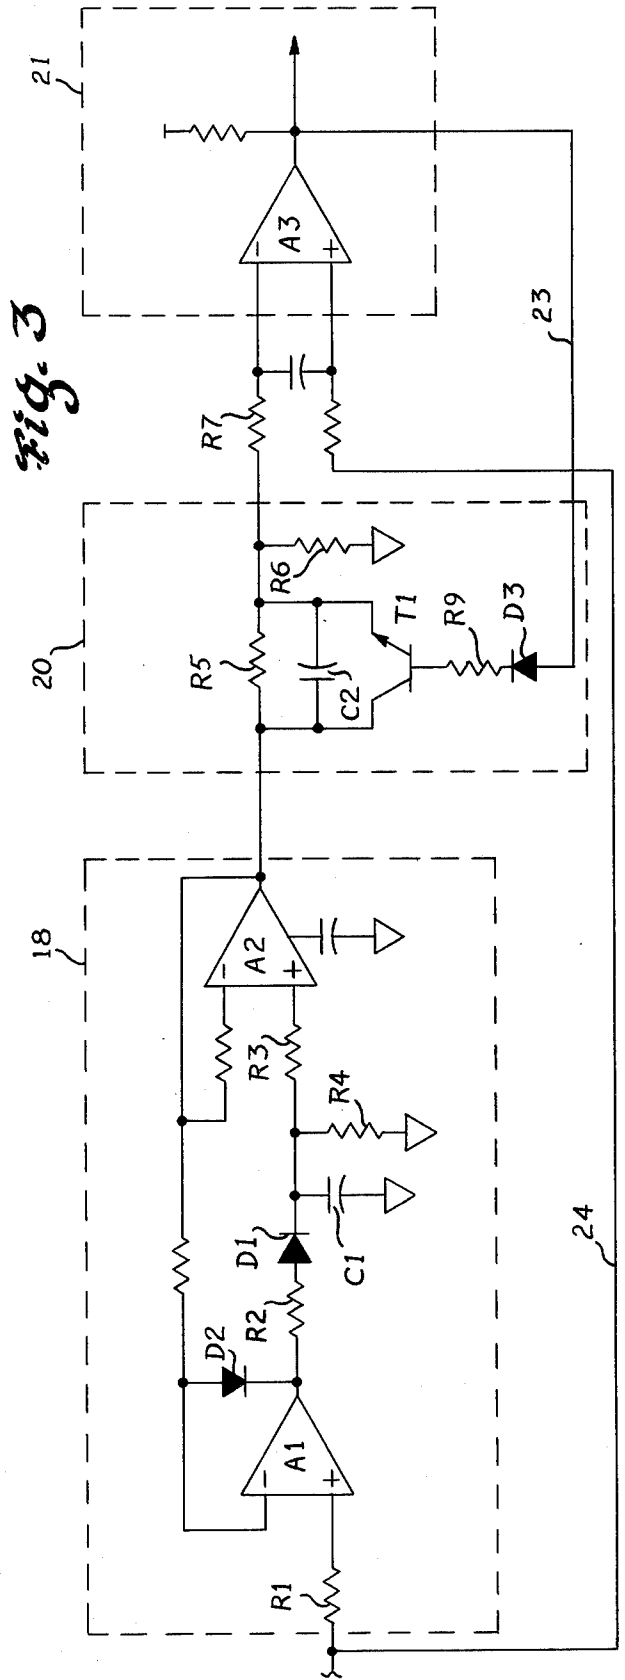 Fig. 3
21
A3
−
+
23
R7
20
R5
R6
C2
T1
R9
D3
18
A2
−
+
R3
R4
D1
C1
R2
D2
A1
−
+
R1
24